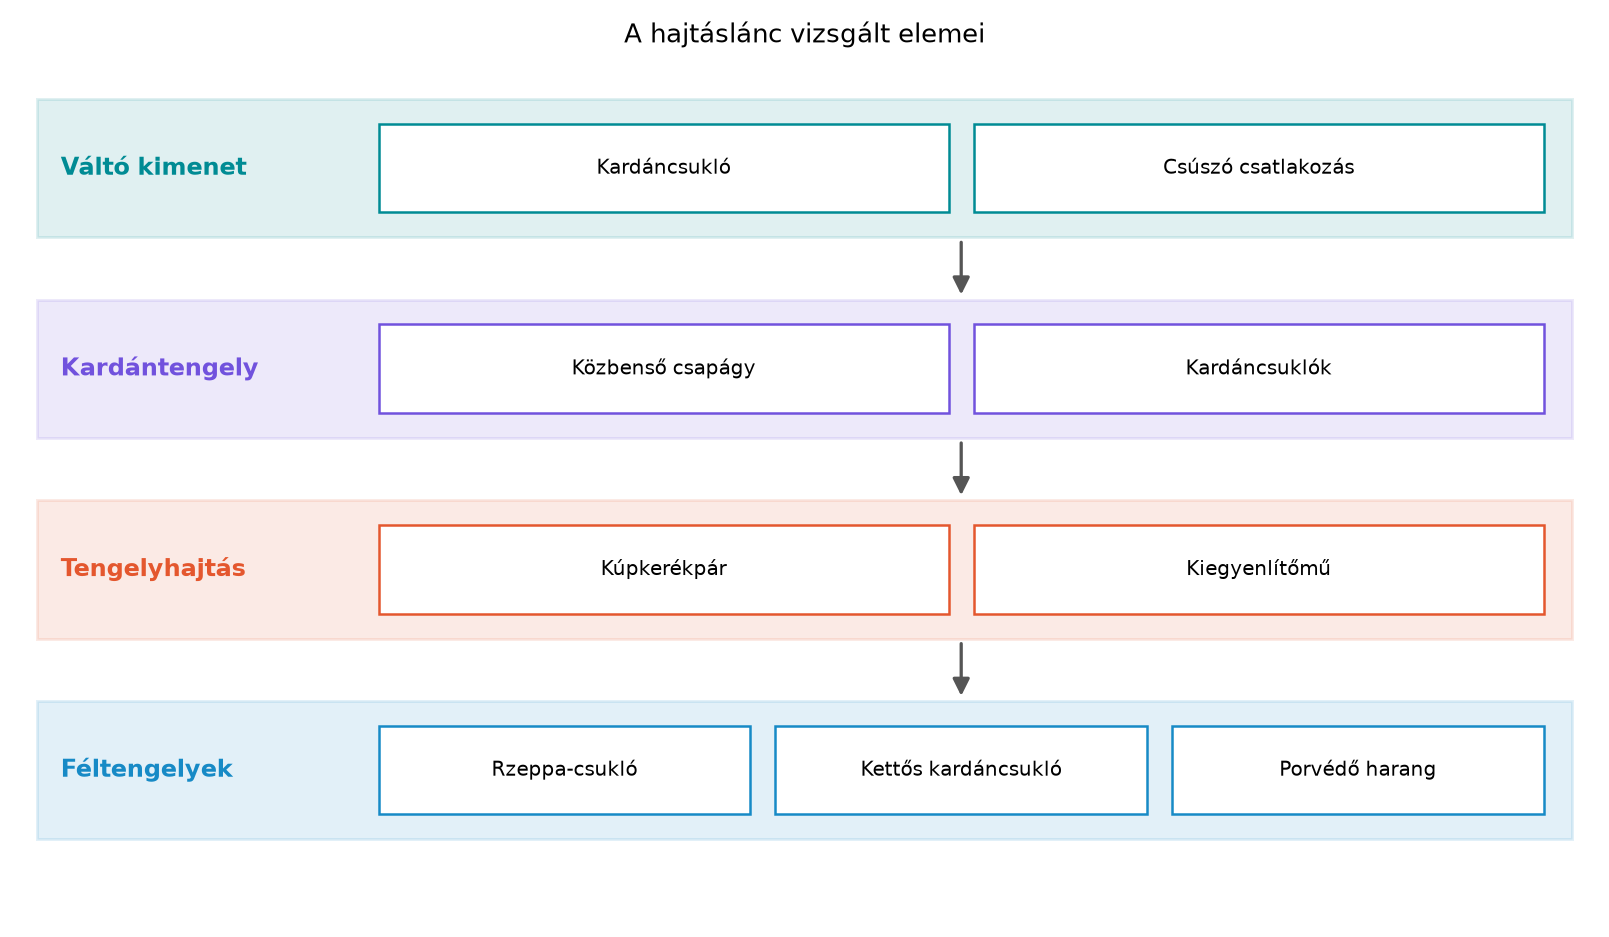 A hajtáslánc vizsgált elemei
Váltó kimenet
Kardáncsukló
Csúszó csatlakozás
Kardántengely
Közbenső csapágy
Kardáncsuklók
Tengelyhajtás
Kúpkerékpár
Kiegyenlítőmű
Féltengelyek
Rzeppa-csukló
Kettős kardáncsukló
Porvédő harang